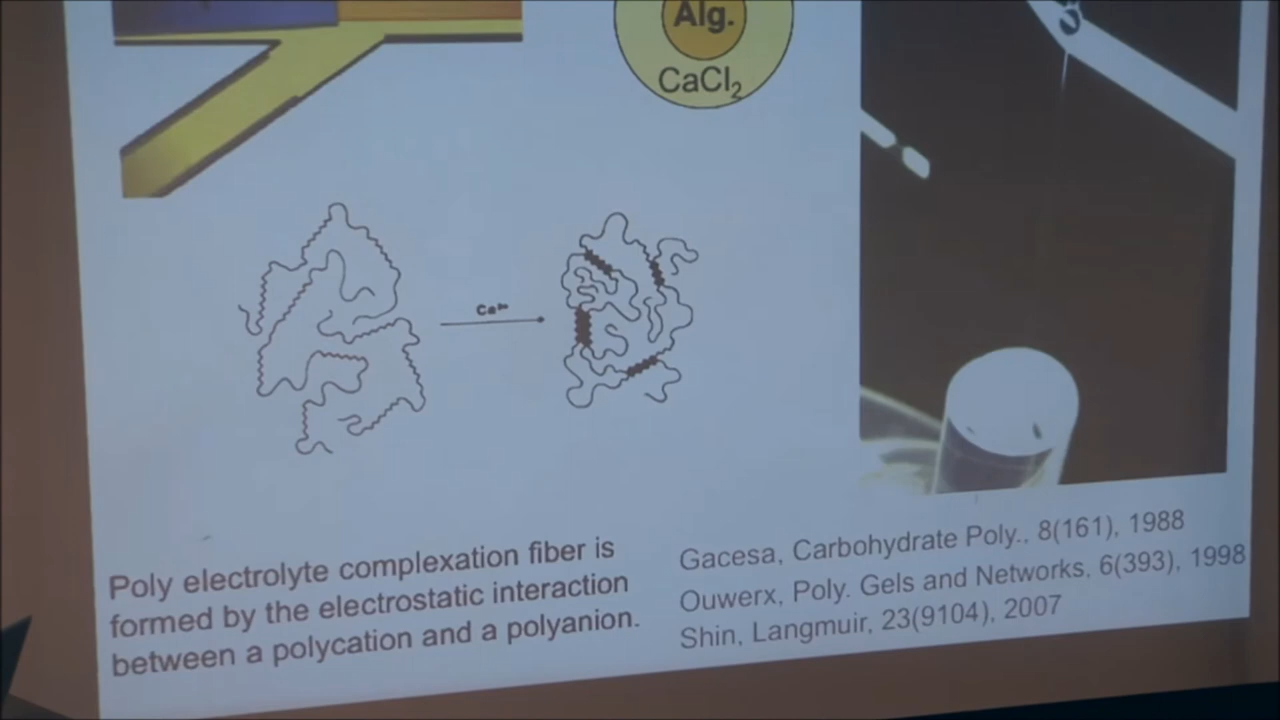 Alg.
CaCl₂
Ca²⁺
Poly electrolyte complexation fiber is
formed by the electrostatic interaction
between a polycation and a polyanion.
Gacesa, Carbohydrate Poly., 8(161), 1988
Ouwerx, Poly. Gels and Networks, 6(393), 1998
Shin, Langmuir, 23(9104), 2007